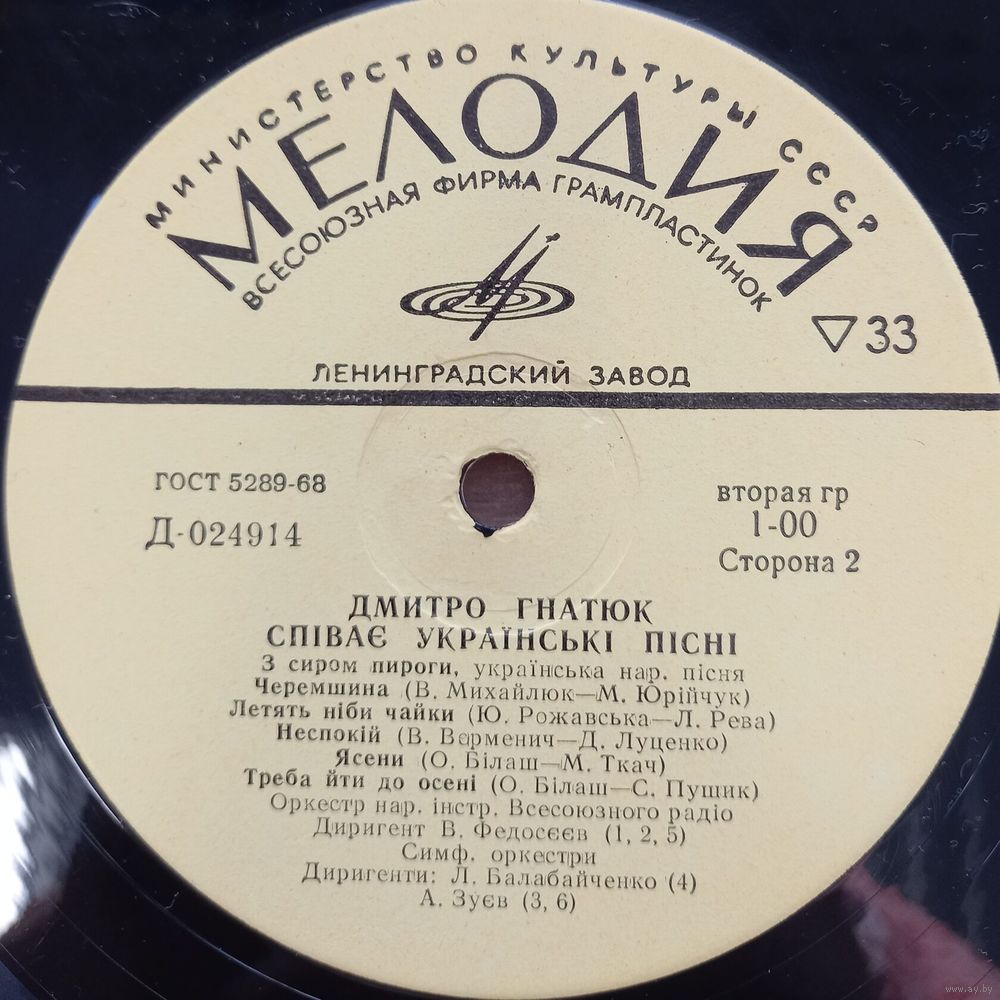 МИНИСТЕРСТВО КУЛЬТУРЫ СССР
МЕЛОДИЯ
ВСЕСОЮЗНАЯ ФИРМА ГРАМПЛАСТИНОК
▽33
ЛЕНИНГРАДСКИЙ ЗАВОД
ГОСТ 5289-68
Д-024914
вторая гр
1-00
Сторона 2
ДМИТРО ГНАТЮК
СПІВАЄ УКРАЇНСЬКІ ПІСНІ
З сиром пироги, українська нар. пісня
Черемшина (В. Михайлюк—М. Юрійчук)
Летять ніби чайки (Ю. Рожавська—Л. Рева)
Неспокій (В. Верменич—Д. Луценко)
Ясени (О. Білаш—М. Ткач)
Треба йти до осені (О. Білаш—С. Пушик)
Оркестр нар. інстр. Всесоюзного радіо
Диригент В. Федосєєв (1, 2, 5)
Симф. оркестри
Диригенти: Л. Балабайченко (4)
А. Зуєв (3, 6)
www.ay.by